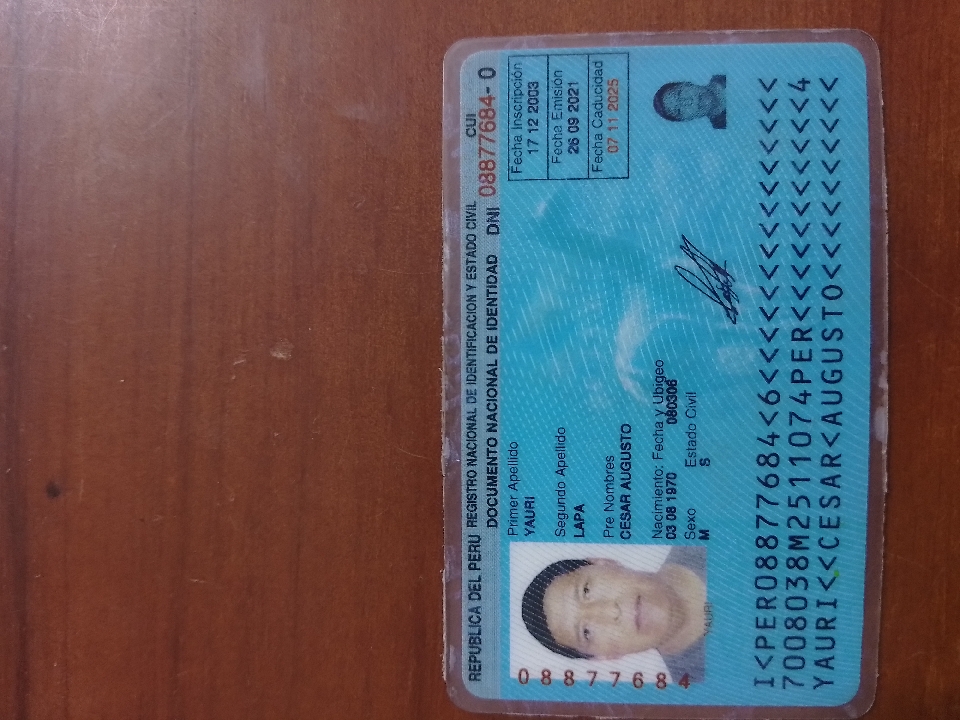 REPUBLICA DEL PERU REGISTRO NACIONAL DE IDENTIFICACION Y ESTADO CIVIL CUI
DOCUMENTO NACIONAL DE IDENTIDAD DNI 08877684 - 0
Primer Apellido
YAURI
Segundo Apellido
LAPA
Pre Nombres
CESAR AUGUSTO
Nacimiento: Fecha y Ubigeo
03 08 1970 080306
Sexo Estado Civil
M S
Fecha Inscripción
17 12 2003
Fecha Emisión
26 09 2021
Fecha Caducidad
07 11 2025
YAURI
08877684
I<PER08877684<6<<<<<<<<<<<<<<<
7008038M2511074PER<<<<<<<<<<<4
YAURI<<CESAR<AUGUSTO<<<<<<<<<<